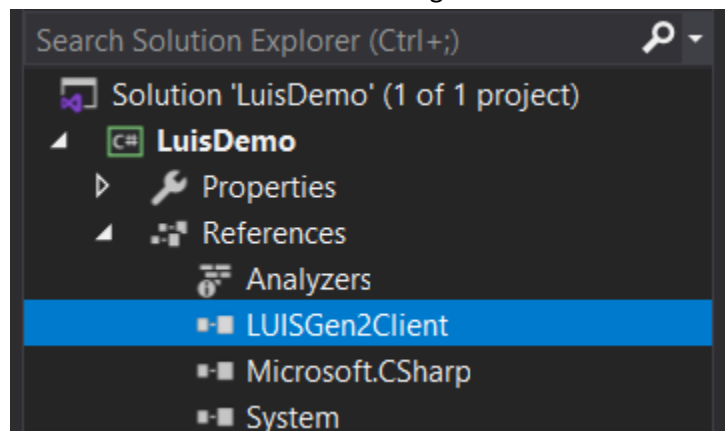 Search Solution Explorer (Ctrl+;)
Solution 'LuisDemo' (1 of 1 project)
C# LuisDemo
Properties
References
Analyzers
LUISGen2Client
Microsoft.CSharp
System